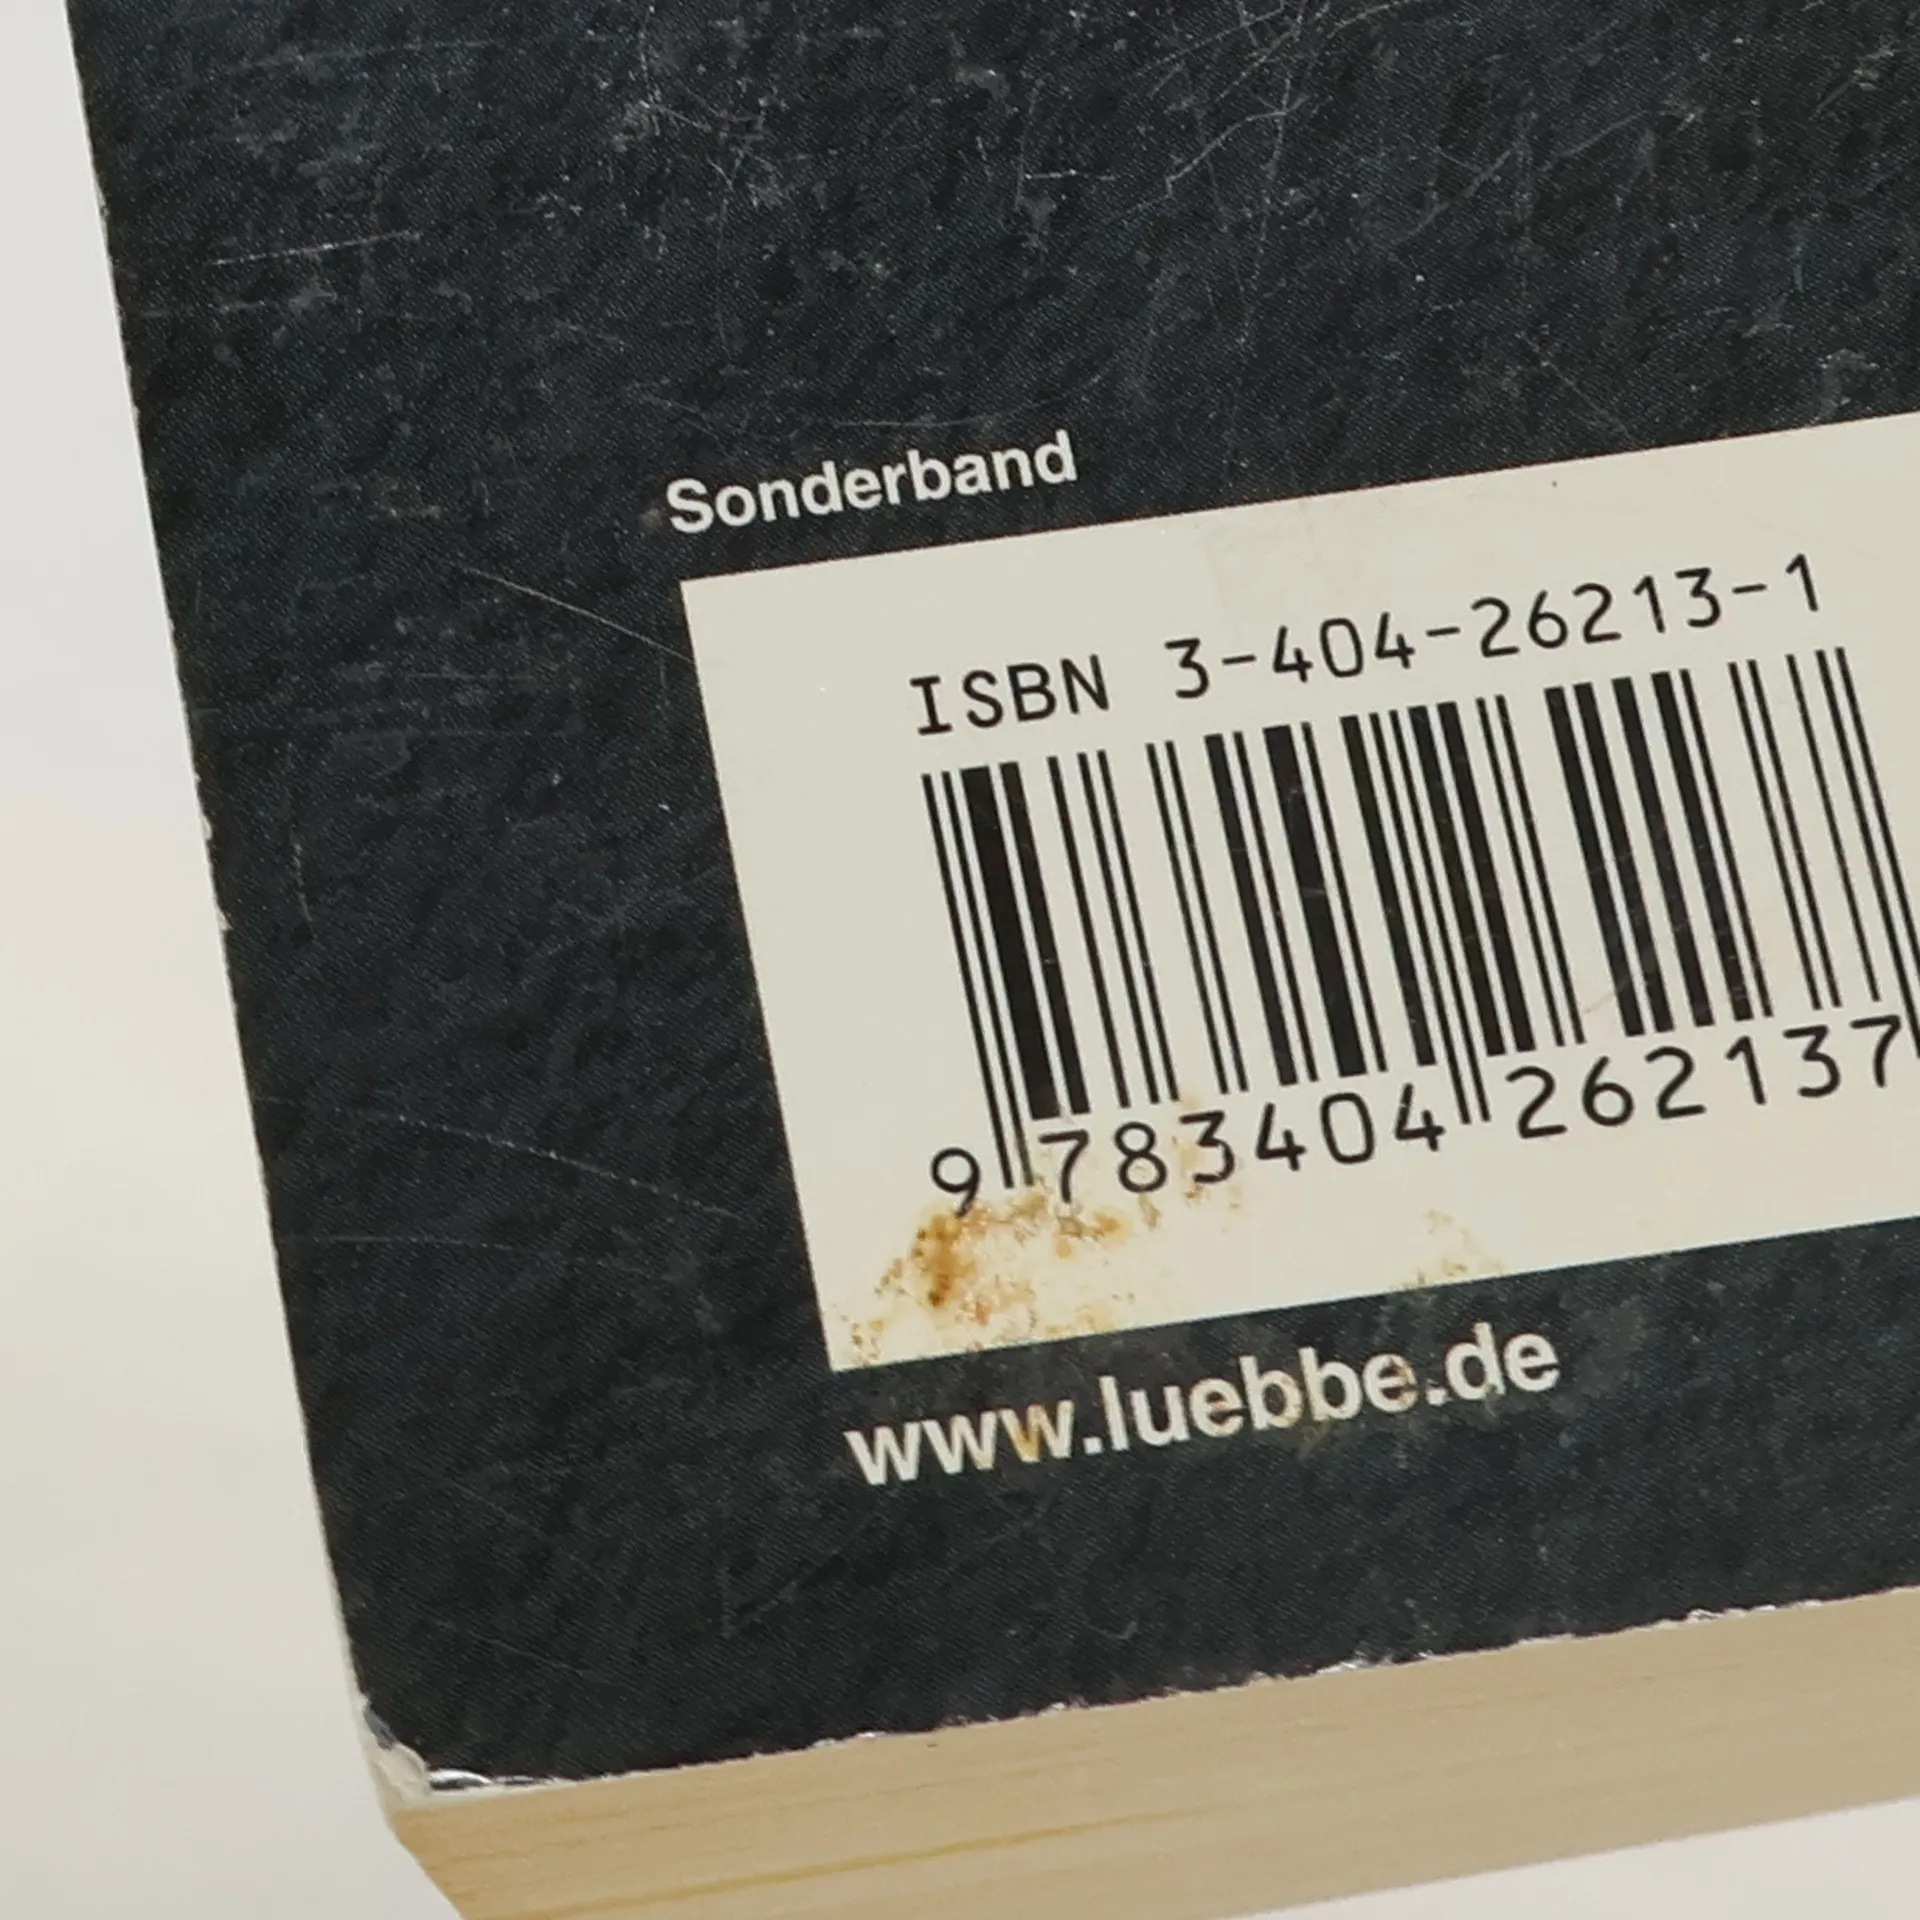 Sonderband
ISBN 3-404-26213-1
9 783404 262137
www.luebbe.de